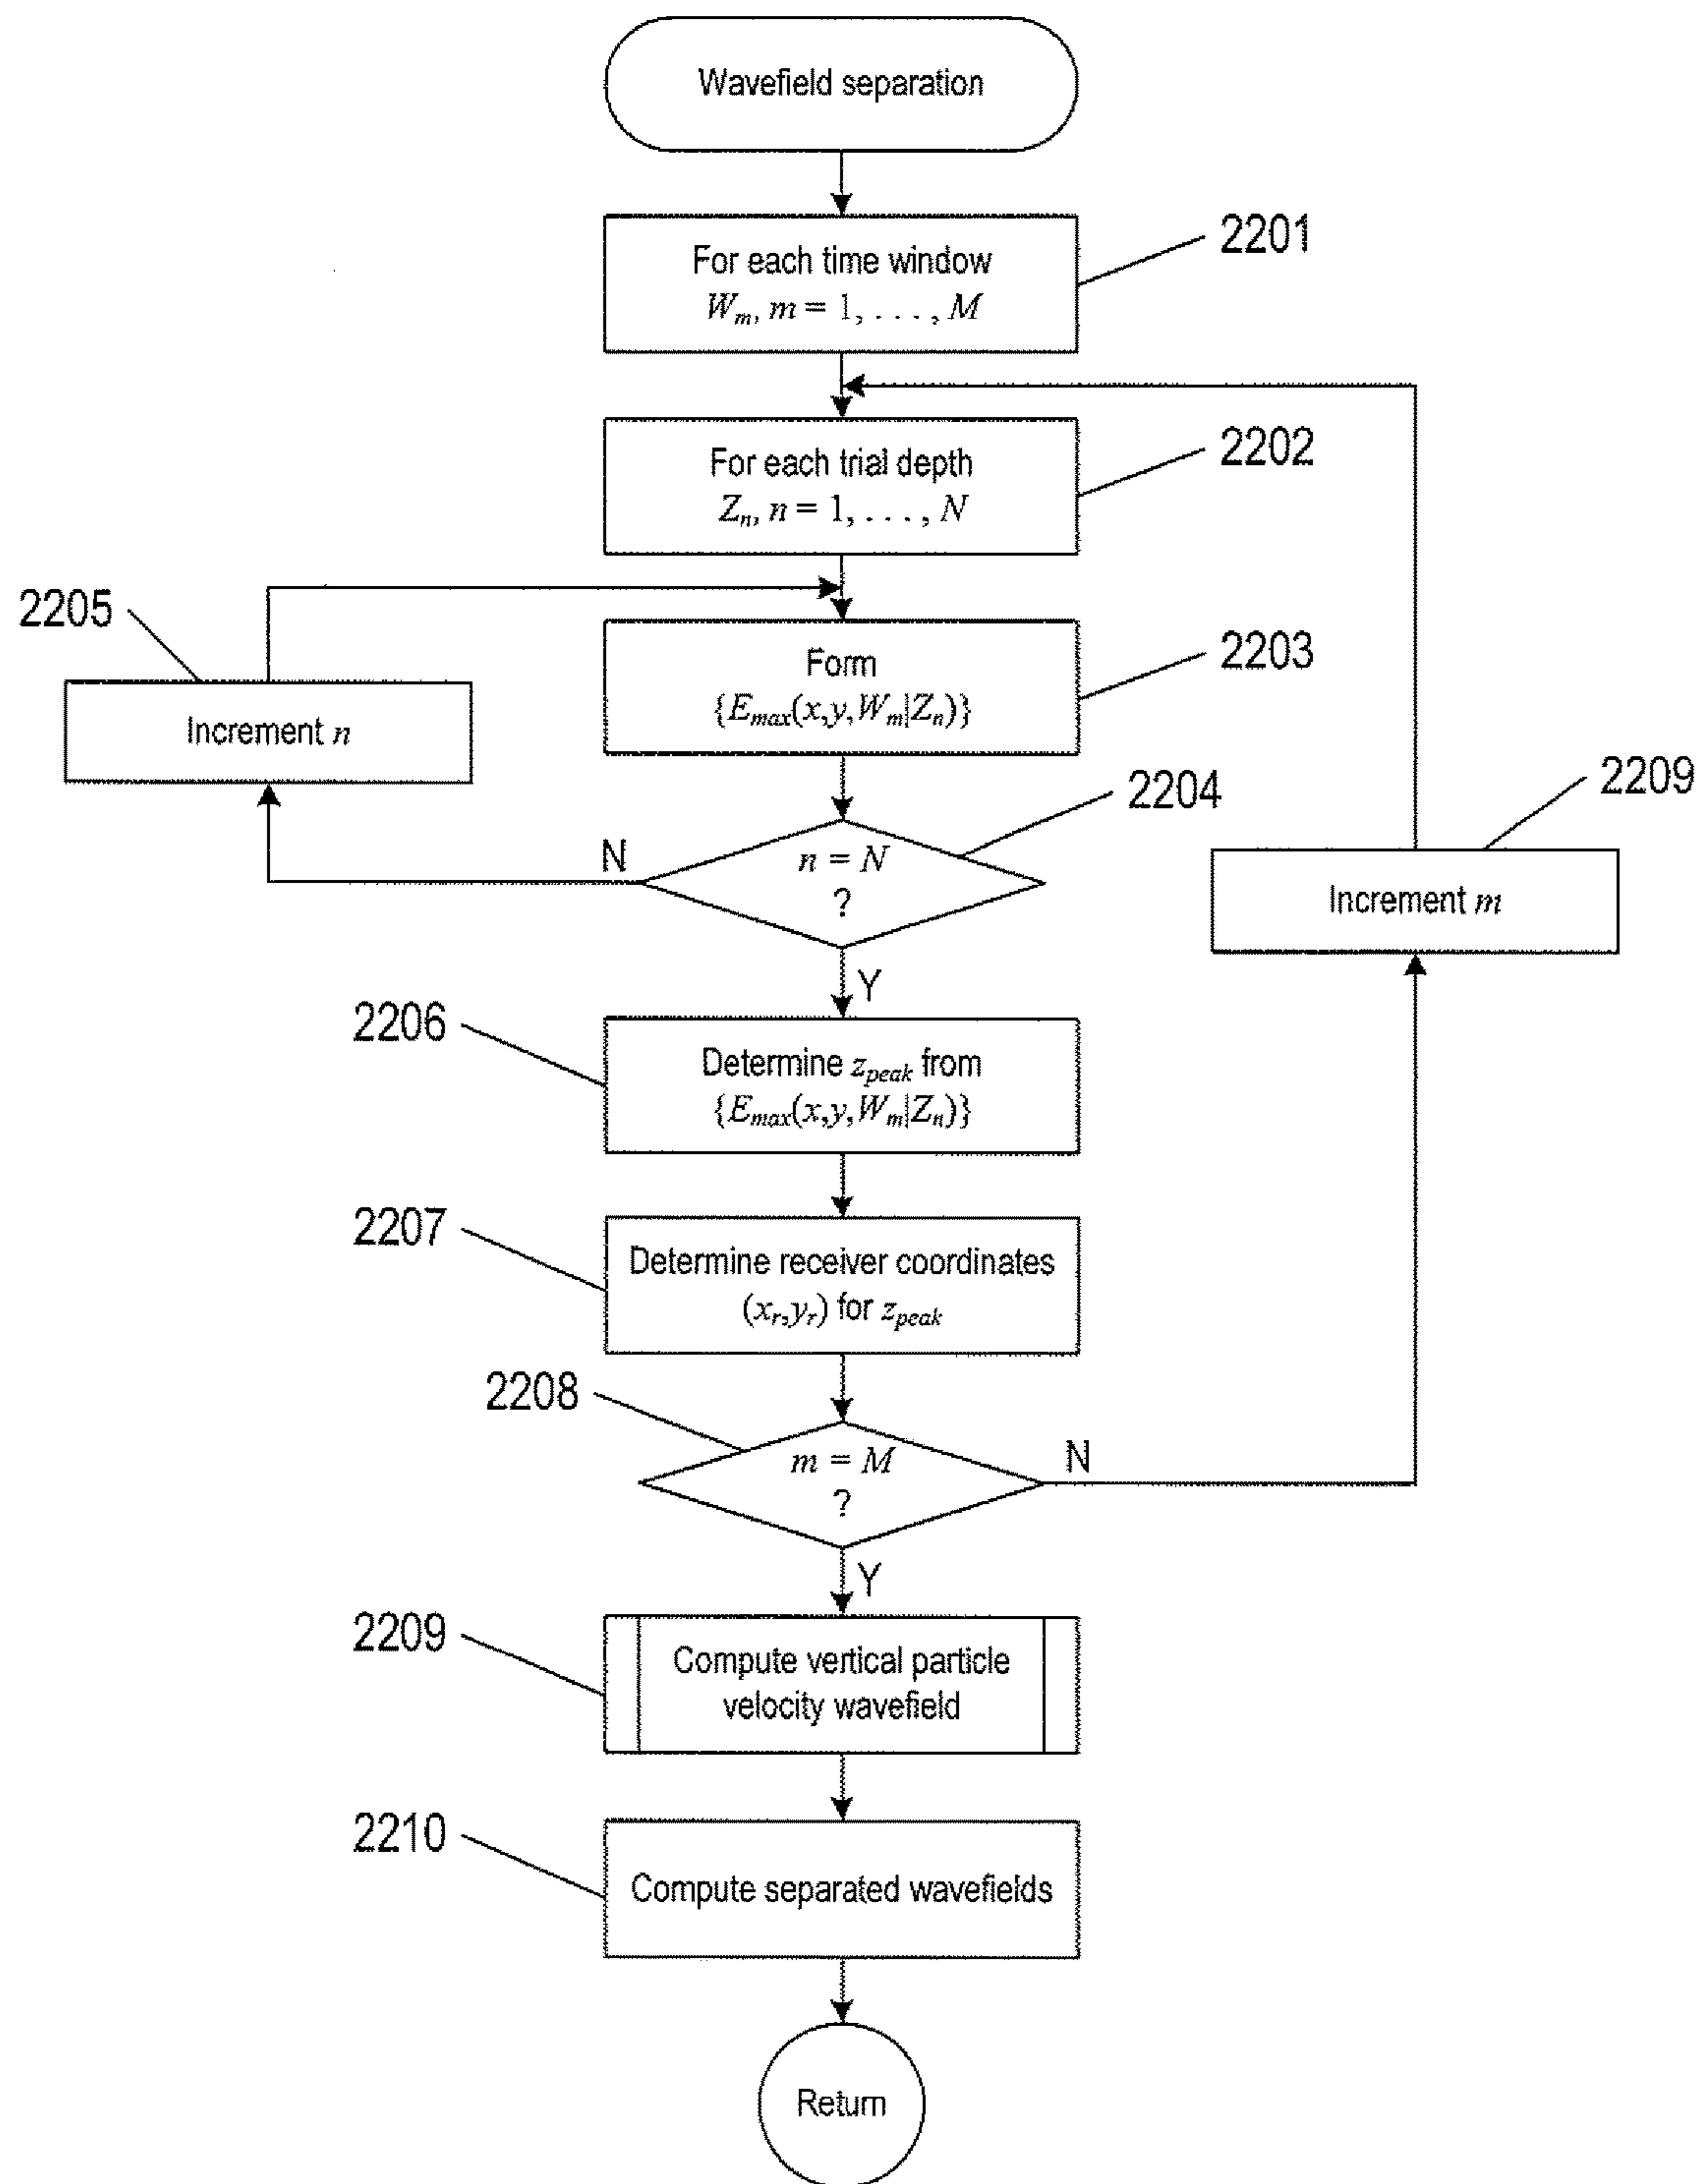 Wavefield separation
2201
For each time window
Wm, m = 1, . . . , M
2202
For each trial depth
Zn, n = 1, . . . , N
2205
Increment n
2203
Form
{Emax(x,y,Wm|Zn)}
2204
N
n = N
?
Y
2209
Increment m
2206
Determine zpeak from
{Emax(x,y,Wm|Zn)}
2207
Determine receiver coordinates
(xr,yr) for zpeak
2208
m = M
?
N
Y
2209
Compute vertical particle
velocity wavefield
2210
Compute separated wavefields
Return